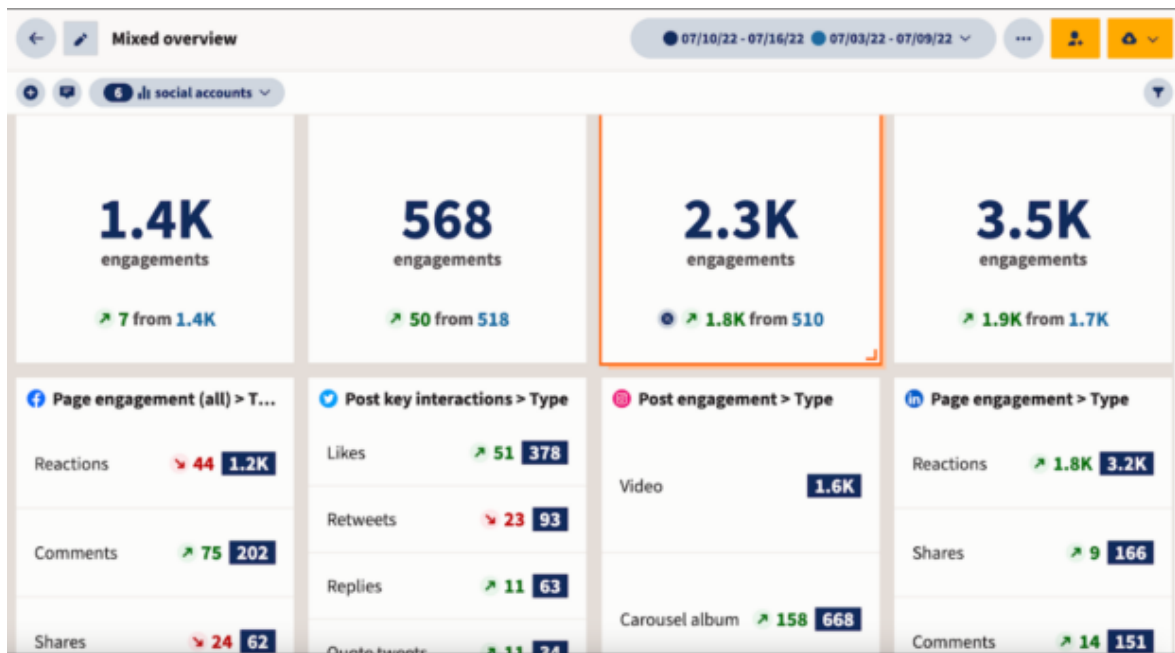 Mixed overview
07/10/22 - 07/16/22 07/03/22 - 07/09/22
6 social accounts
1.4K
engagements
7 from 1.4K
568
engagements
50 from 518
2.3K
engagements
1.8K from 510
3.5K
engagements
1.9K from 1.7K
Page engagement (all) > T...
Reactions 44 1.2K
Comments 75 202
Shares 24 62
Post key interactions > Type
Likes 51 378
Retweets 23 93
Replies 11 63
Quote tweets 11 34
Post engagement > Type
Video 1.6K
Carousel album 158 668
Page engagement > Type
Reactions 1.8K 3.2K
Shares 9 166
Comments 14 151